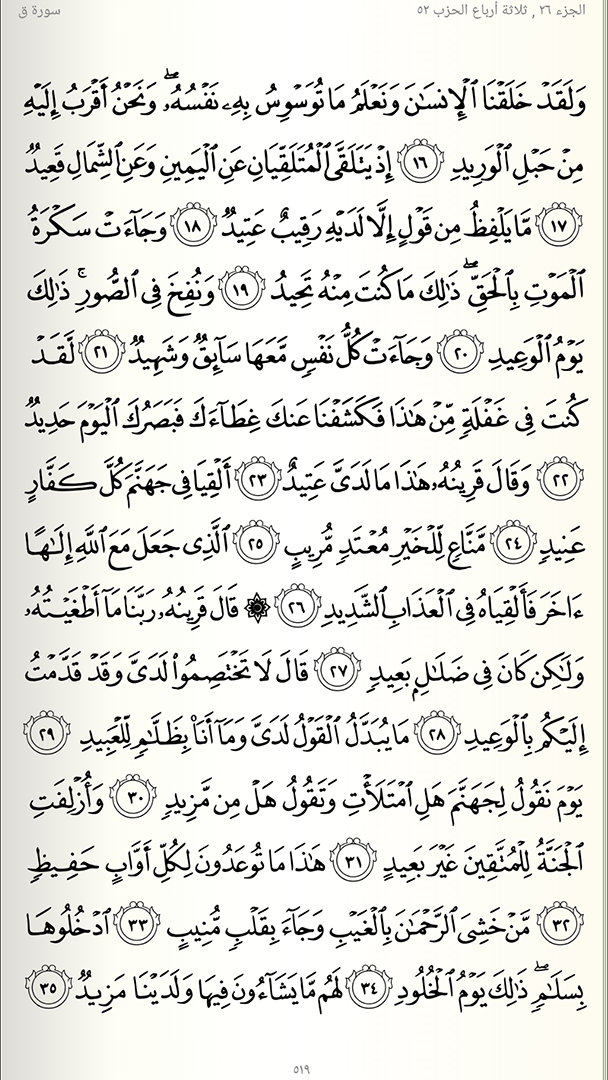 الجزء ٢٦ , ثلاثة أرباع الحزب ٥٢
سورة ق
وَلَقَدۡ خَلَقۡنَا ٱلۡإِنسَـٰنَ وَنَعۡلَمُ مَا تُوَسۡوِسُ بِهِۦ نَفۡسُهُۥۖ وَنَحۡنُ أَقۡرَبُ إِلَيۡهِ
مِنۡ حَبۡلِ ٱلۡوَرِيدِ ١٦ إِذۡ يَتَلَقَّى ٱلۡمُتَلَقِّيَانِ عَنِ ٱلۡيَمِينِ وَعَنِ ٱلشِّمَالِ قَعِيدٌ
١٧ مَّا يَلۡفِظُ مِن قَوۡلٍ إِلَّا لَدَيۡهِ رَقِيبٌ عَتِيدٌ ١٨ وَجَآءَتۡ سَكۡرَةُ
ٱلۡمَوۡتِ بِٱلۡحَقِّۖ ذَٰلِكَ مَا كُنتَ مِنۡهُ تَحِيدُ ١٩ وَنُفِخَ فِى ٱلصُّورِۚ ذَٰلِكَ
يَوۡمُ ٱلۡوَعِيدِ ٢٠ وَجَآءَتۡ كُلُّ نَفۡسٍ مَّعَهَا سَآئِقٌ وَشَهِيدٌ ٢١ لَّقَدۡ
كُنتَ فِى غَفۡلَةٍ مِّنۡ هَـٰذَا فَكَشَفۡنَا عَنكَ غِطَآءَكَ فَبَصَرُكَ ٱلۡيَوۡمَ حَدِيدٌ
٢٢ وَقَالَ قَرِينُهُۥ هَـٰذَا مَا لَدَىَّ عَتِيدٌ ٢٣ أَلۡقِيَا فِى جَهَنَّمَ كُلَّ كَفَّارٍ
عَنِيدٍ ٢٤ مَّنَّاعٍ لِّلۡخَيۡرِ مُعۡتَدٍ مُّرِيبٍ ٢٥ ٱلَّذِى جَعَلَ مَعَ ٱللَّهِ إِلَـٰهًا
ءَاخَرَ فَأَلۡقِيَاهُ فِى ٱلۡعَذَابِ ٱلشَّدِيدِ ٢٦ ۞ قَالَ قَرِينُهُۥ رَبَّنَا مَآ أَطۡغَيۡتُهُۥ
وَلَـٰكِن كَانَ فِى ضَلَـٰلِۭ بَعِيدٍ ٢٧ قَالَ لَا تَخۡتَصِمُوا۟ لَدَىَّ وَقَدۡ قَدَّمۡتُ
إِلَيۡكُم بِٱلۡوَعِيدِ ٢٨ مَا يُبَدَّلُ ٱلۡقَوۡلُ لَدَىَّ وَمَآ أَنَا۠ بِظَلَّـٰمٍ لِّلۡعَبِيدِ ٢٩
يَوۡمَ نَقُولُ لِجَهَنَّمَ هَلِ ٱمۡتَلَأۡتِ وَتَقُولُ هَلۡ مِن مَّزِيدٍ ٣٠ وَأُزۡلِفَتِ
ٱلۡجَنَّةُ لِلۡمُتَّقِينَ غَيۡرَ بَعِيدٍ ٣١ هَـٰذَا مَا تُوعَدُونَ لِكُلِّ أَوَّابٍ حَفِيظٍ
٣٢ مَّنۡ خَشِىَ ٱلرَّحۡمَـٰنَ بِٱلۡغَيۡبِ وَجَآءَ بِقَلۡبٍ مُّنِيبٍ ٣٣ ٱدۡخُلُوهَا
بِسَلَـٰمٍۖ ذَٰلِكَ يَوۡمُ ٱلۡخُلُودِ ٣٤ لَهُم مَّا يَشَآءُونَ فِيهَا وَلَدَيۡنَا مَزِيدٌ ٣٥
٥١٩